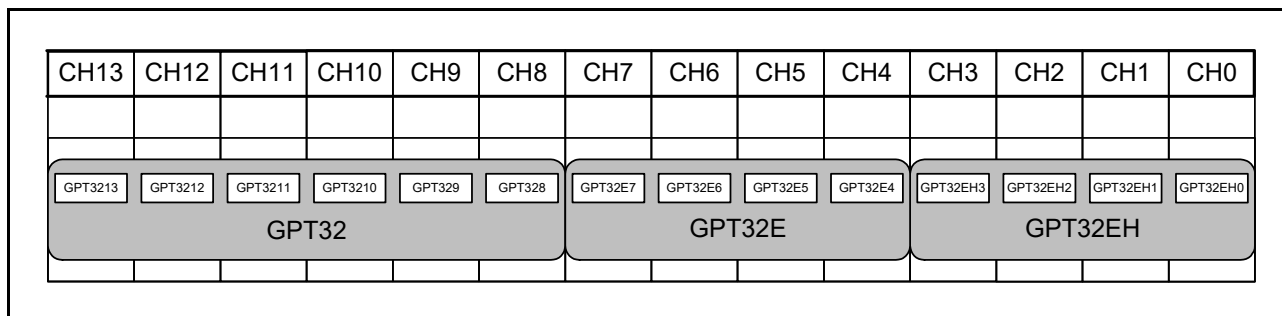 CH13 CH12 CH11 CH10 CH9 CH8 CH7 CH6 CH5 CH4 CH3 CH2 CH1 CH0
GPT3213 GPT3212 GPT3211 GPT3210 GPT329 GPT328 GPT32E7 GPT32E6 GPT32E5 GPT32E4 GPT32EH3 GPT32EH2 GPT32EH1 GPT32EH0
GPT32 GPT32E GPT32EH